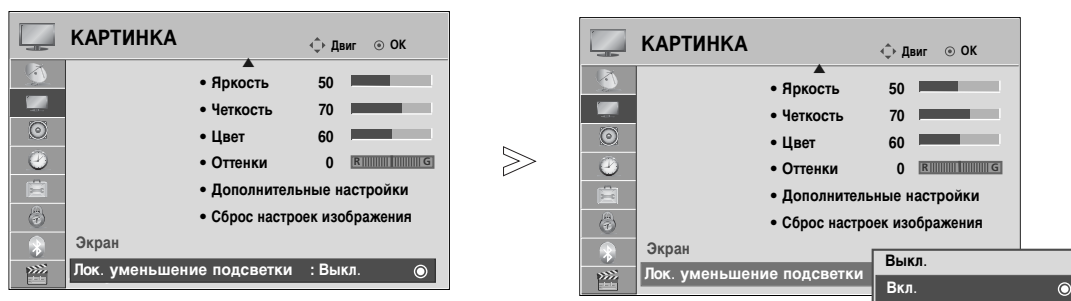 КАРТИНКА
Двиг OK
• Яркость 50
• Четкость 70
• Цвет 60
• Оттенки 0 R G
• Дополнительные настройки
• Сброс настроек изображения
Экран
Лок. уменьшение подсветки : Выкл.
КАРТИНКА
Двиг OK
• Яркость 50
• Четкость 70
• Цвет 60
• Оттенки 0 R G
• Дополнительные настройки
• Сброс настроек изображения
Экран
Лок. уменьшение подсветки
Выкл.
Вкл.